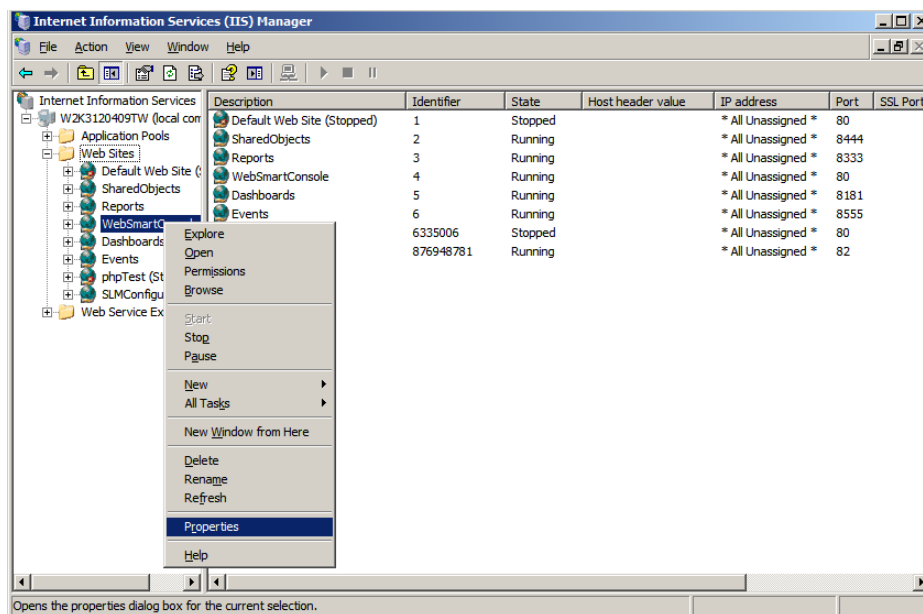 Internet Information Services (IIS) Manager
File Action View Window Help
Internet Information Services
W2K3120409TW (local com
Application Pools
Web Sites
Default Web Site (
SharedObjects
Reports
WebSmartConsol
Dashboards
Events
phpTest (St
SLMConfigu
Web Service Ex
Description Identifier State Host header value IP address Port SSL Port
Default Web Site (Stopped) 1 Stopped * All Unassigned * 80
SharedObjects 2 Running * All Unassigned * 8444
Reports 3 Running * All Unassigned * 8333
WebSmartConsole 4 Running * All Unassigned * 80
Dashboards 5 Running * All Unassigned * 8181
Events 6 Running * All Unassigned * 8555
6335006 Stopped * All Unassigned * 80
876948781 Running * All Unassigned * 82
Explore
Open
Permissions
Browse
Start
Stop
Pause
New
All Tasks
New Window from Here
Delete
Rename
Refresh
Properties
Help
Opens the properties dialog box for the current selection.